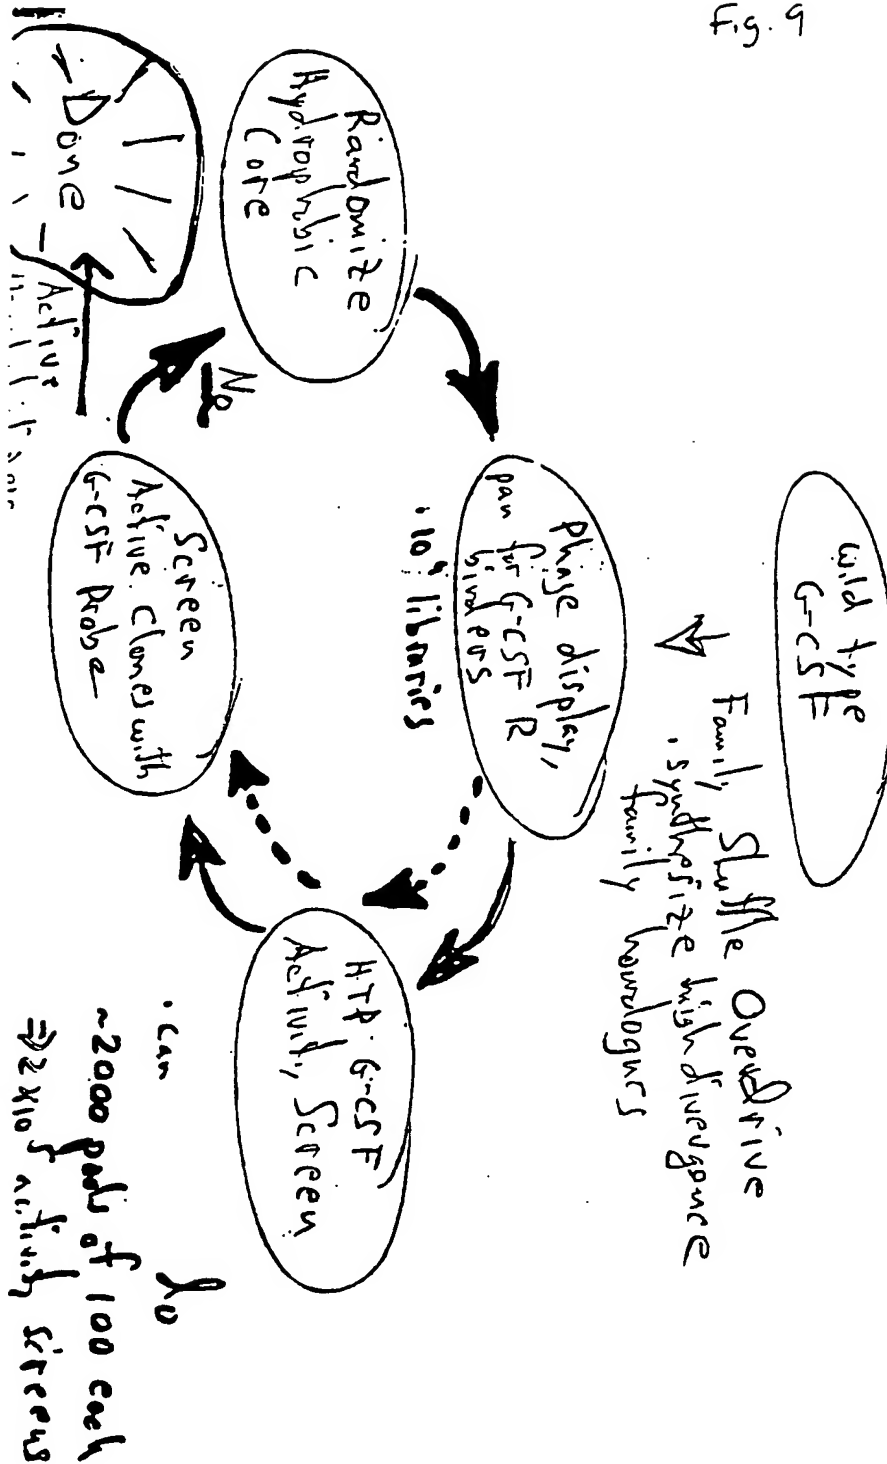 Fig. 9
Wild type
G-CSF
Family Shuffle Overdrive
· synthesize high divergence
family homologues
Phage display,
pan for G-CSF R
binders
· 10⁹ libraries
HTP G-CSF
Activity Screen
· Can do
~2000 pools of 100 each
⇒ 2 x 10⁵ activity screens
Screen
Active Clones with
G-CSF Probe
No
Randomize
Hydrophobic
Core
Active
Done